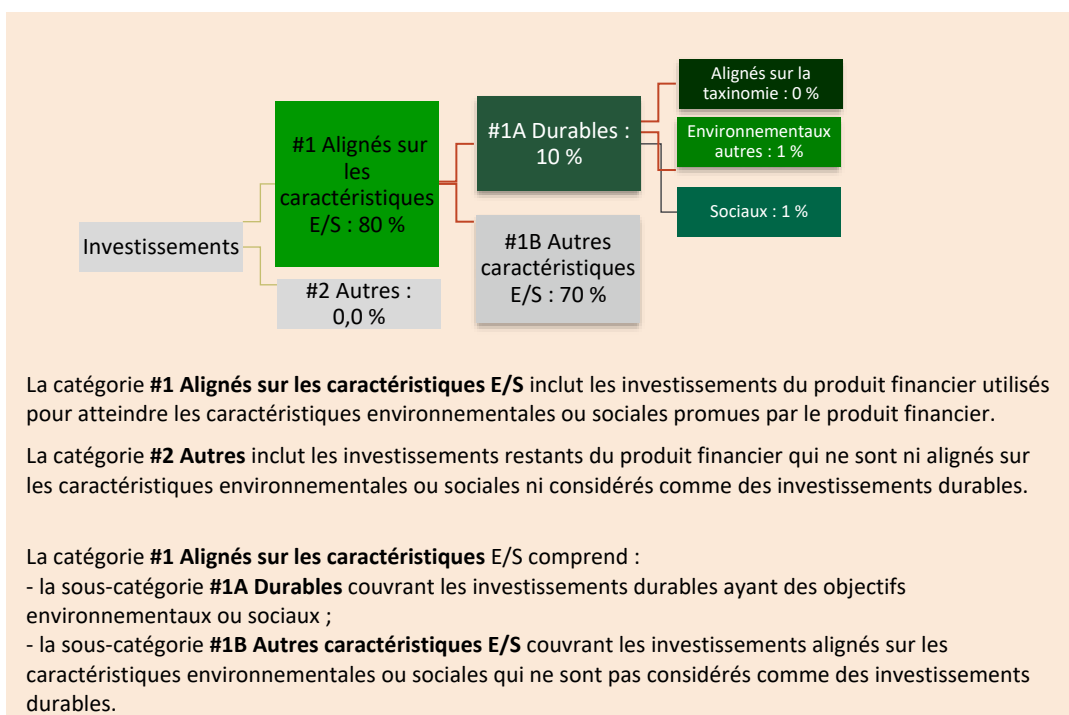 Investissements
#1 Alignés sur
les
caractéristiques
E/S : 80 %
#2 Autres :
0,0 %
#1A Durables :
10 %
#1B Autres
caractéristiques
E/S : 70 %
Alignés sur la
taxinomie : 0 %
Environnementaux
autres : 1 %
Sociaux : 1 %
La catégorie #1 Alignés sur les caractéristiques E/S inclut les investissements du produit financier utilisés
pour atteindre les caractéristiques environnementales ou sociales promues par le produit financier.
La catégorie #2 Autres inclut les investissements restants du produit financier qui ne sont ni alignés sur
les caractéristiques environnementales ou sociales ni considérés comme des investissements durables.
La catégorie #1 Alignés sur les caractéristiques E/S comprend :
- la sous-catégorie #1A Durables couvrant les investissements durables ayant des objectifs
environnementaux ou sociaux ;
- la sous-catégorie #1B Autres caractéristiques E/S couvrant les investissements alignés sur les
caractéristiques environnementales ou sociales qui ne sont pas considérés comme des investissements
durables.